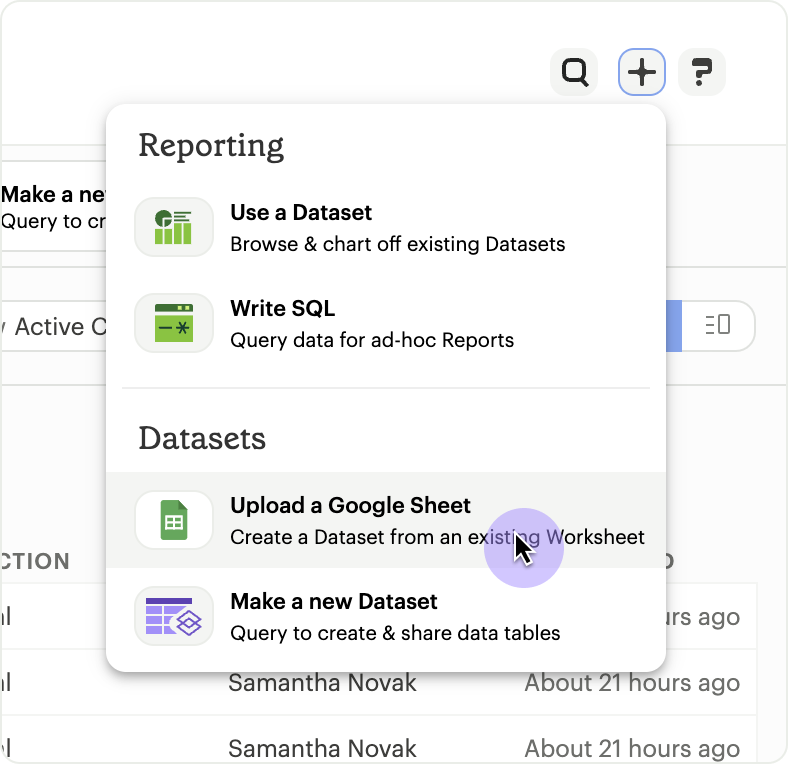 Reporting
Make a ne
Query to cr
Use a Dataset
Browse & chart off existing Datasets
Write SQL
Query data for ad-hoc Reports
Active C
Datasets
Upload a Google Sheet
Create a Dataset from an existing Worksheet
CTION
Make a new Dataset
Query to create & share data tables
urs ago
Samantha Novak About 21 hours ago
Samantha Novak About 21 hours ago